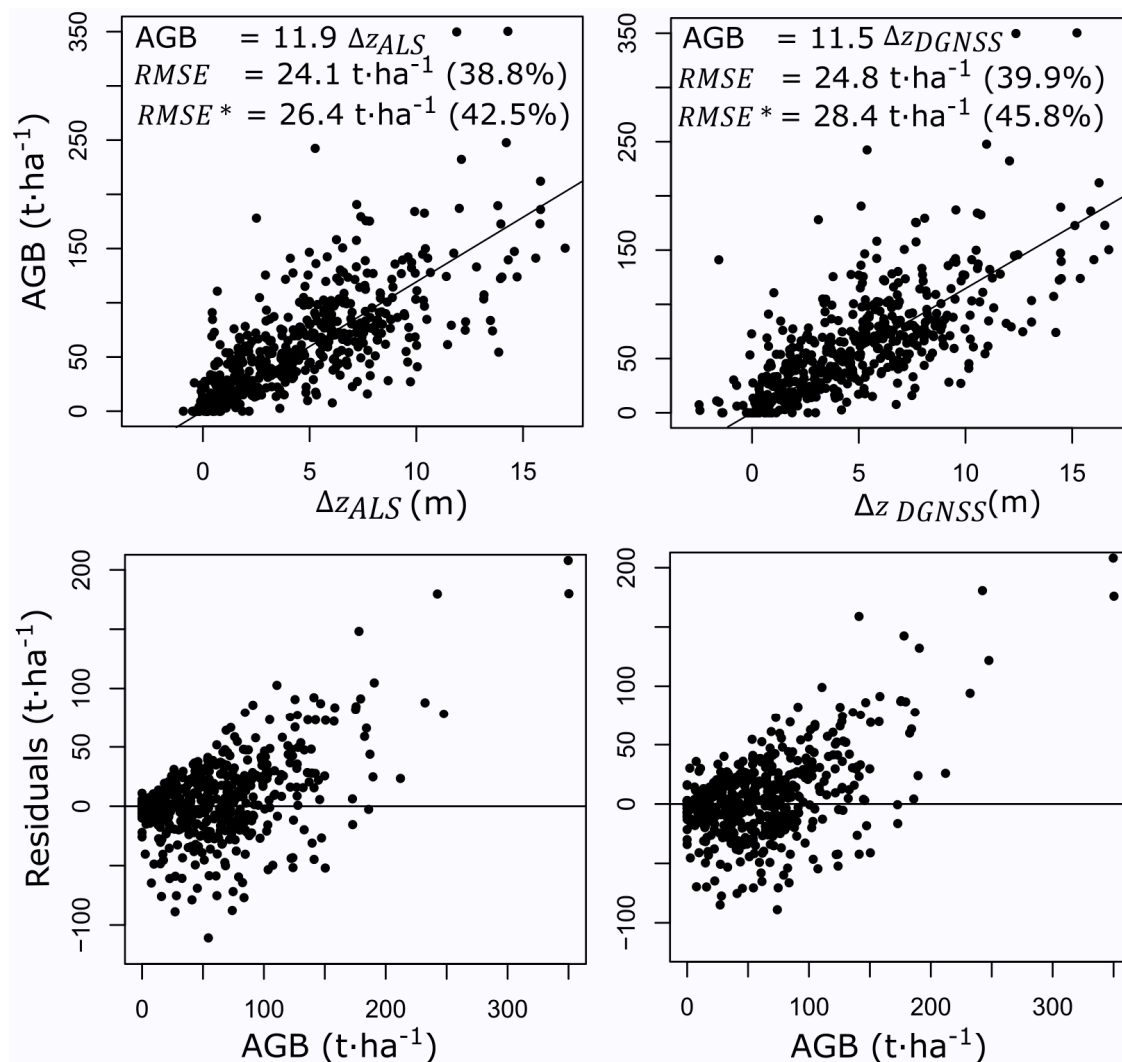 AGB = 11.9 Δz_ALS
RMSE = 24.1 t·ha⁻¹ (38.8%)
RMSE* = 26.4 t·ha⁻¹ (42.5%)
AGB (t·ha⁻¹)
0 50 150 250 350
0 5 10 15
Δz_ALS (m)
AGB = 11.5 Δz_DGNSS
RMSE = 24.8 t·ha⁻¹ (39.9%)
RMSE* = 28.4 t·ha⁻¹ (45.8%)
0 50 150 250 350
0 5 10 15
Δz_DGNSS(m)
Residuals (t·ha⁻¹)
−100 0 50 100 200
0 100 200 300
AGB (t·ha⁻¹)
−100 0 50 100 200
0 100 200 300
AGB (t·ha⁻¹)